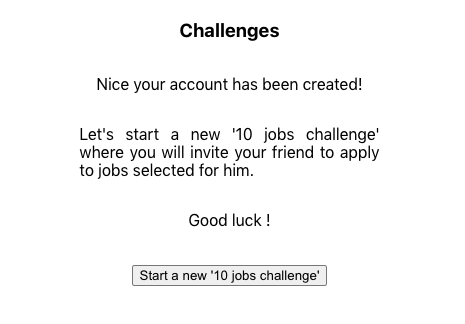 Challenges
Nice your account has been created!
Let's start a new '10 jobs challenge'
where you will invite your friend to apply
to jobs selected for him.
Good luck !
Start a new '10 jobs challenge'